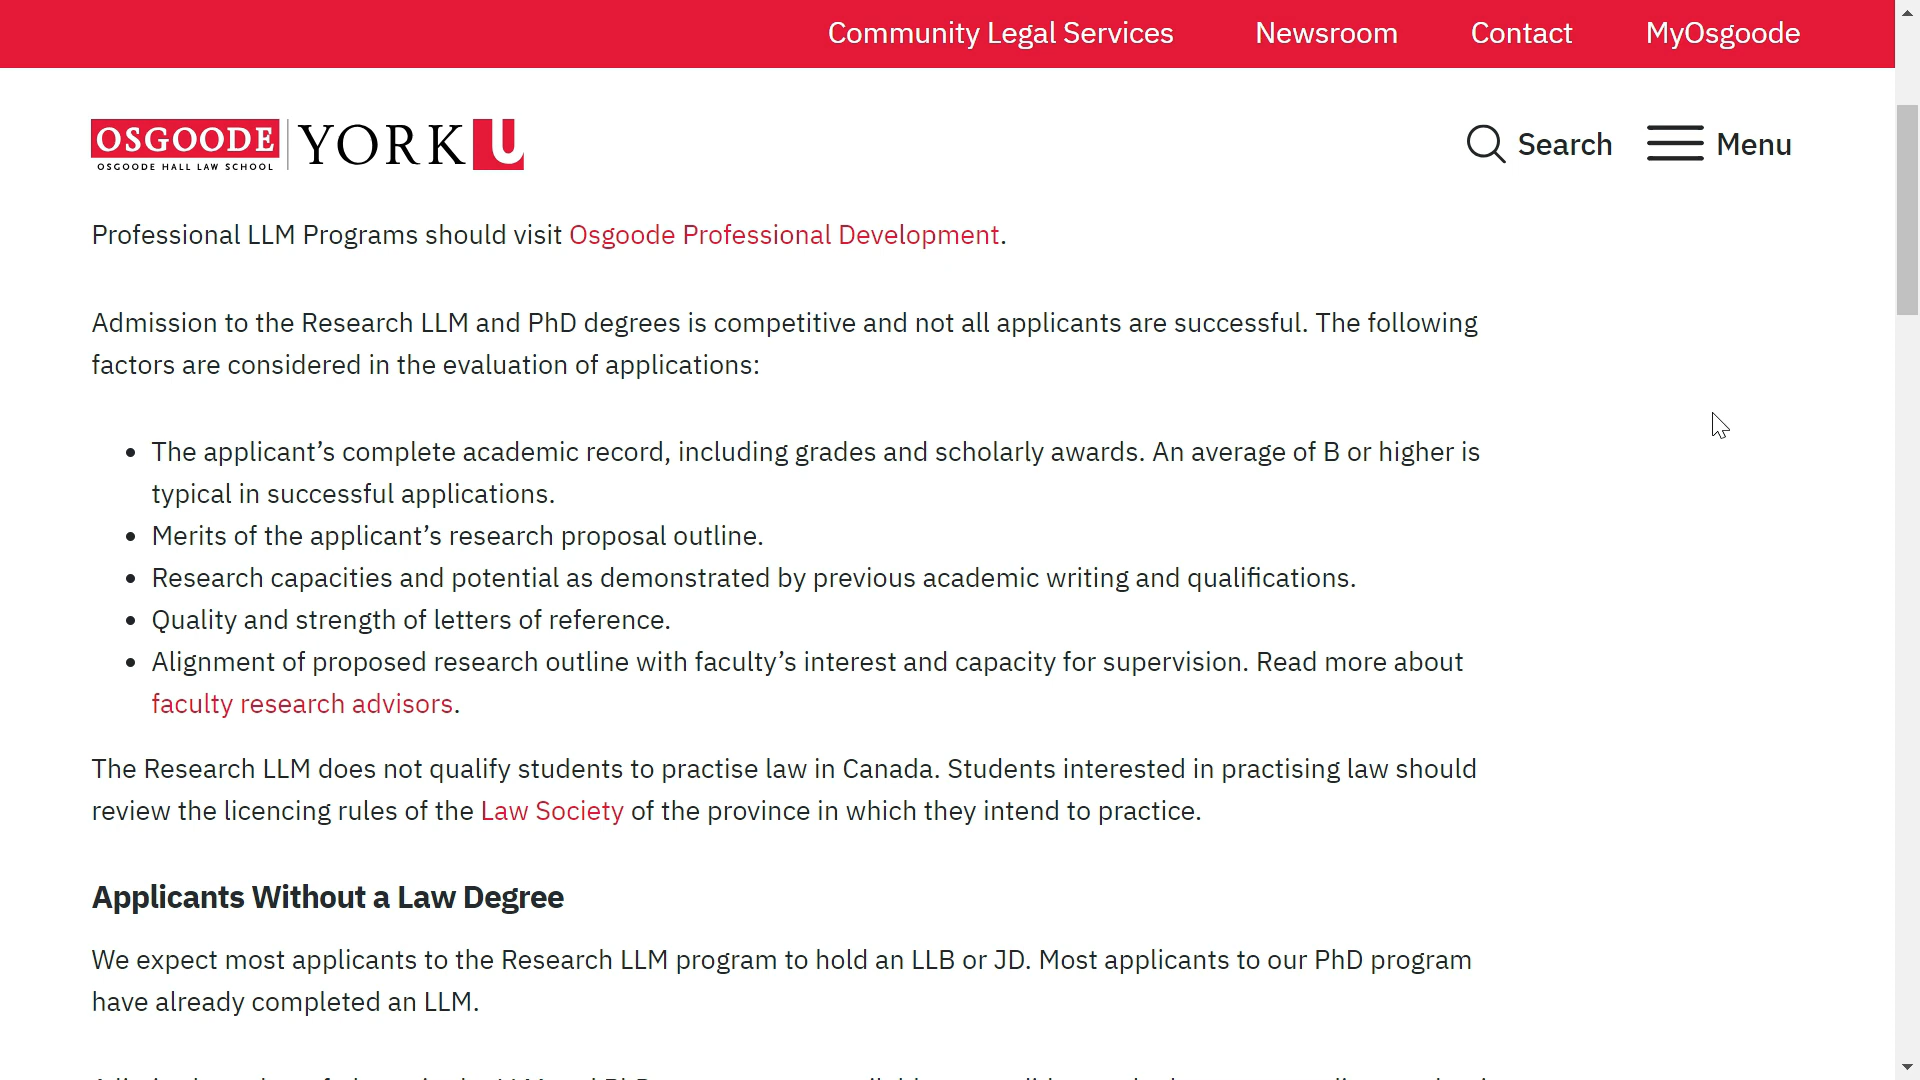 Community Legal Services Newsroom Contact MyOsgoode
OSGOODE YORK U
OSGOODE HALL LAW SCHOOL
Search Menu
Professional LLM Programs should visit Osgoode Professional Development.
Admission to the Research LLM and PhD degrees is competitive and not all applicants are successful. The following
factors are considered in the evaluation of applications:
• The applicant’s complete academic record, including grades and scholarly awards. An average of B or higher is
typical in successful applications.
• Merits of the applicant’s research proposal outline.
• Research capacities and potential as demonstrated by previous academic writing and qualifications.
• Quality and strength of letters of reference.
• Alignment of proposed research outline with faculty’s interest and capacity for supervision. Read more about
faculty research advisors.
The Research LLM does not qualify students to practise law in Canada. Students interested in practising law should
review the licencing rules of the Law Society of the province in which they intend to practice.
Applicants Without a Law Degree
We expect most applicants to the Research LLM program to hold an LLB or JD. Most applicants to our PhD program
have already completed an LLM.